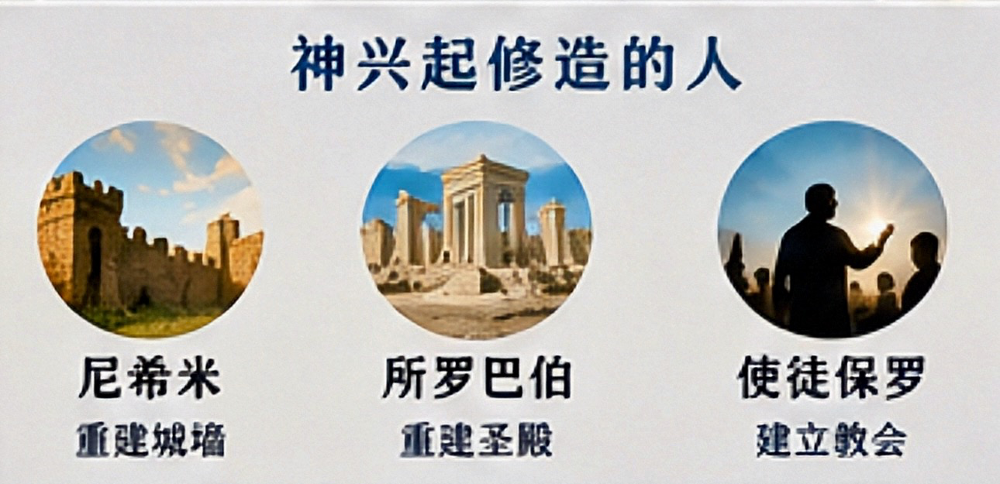 神兴起修造的人
尼希米
所罗巴伯
使徒保罗
重建城墙
重建圣殿
建立教会